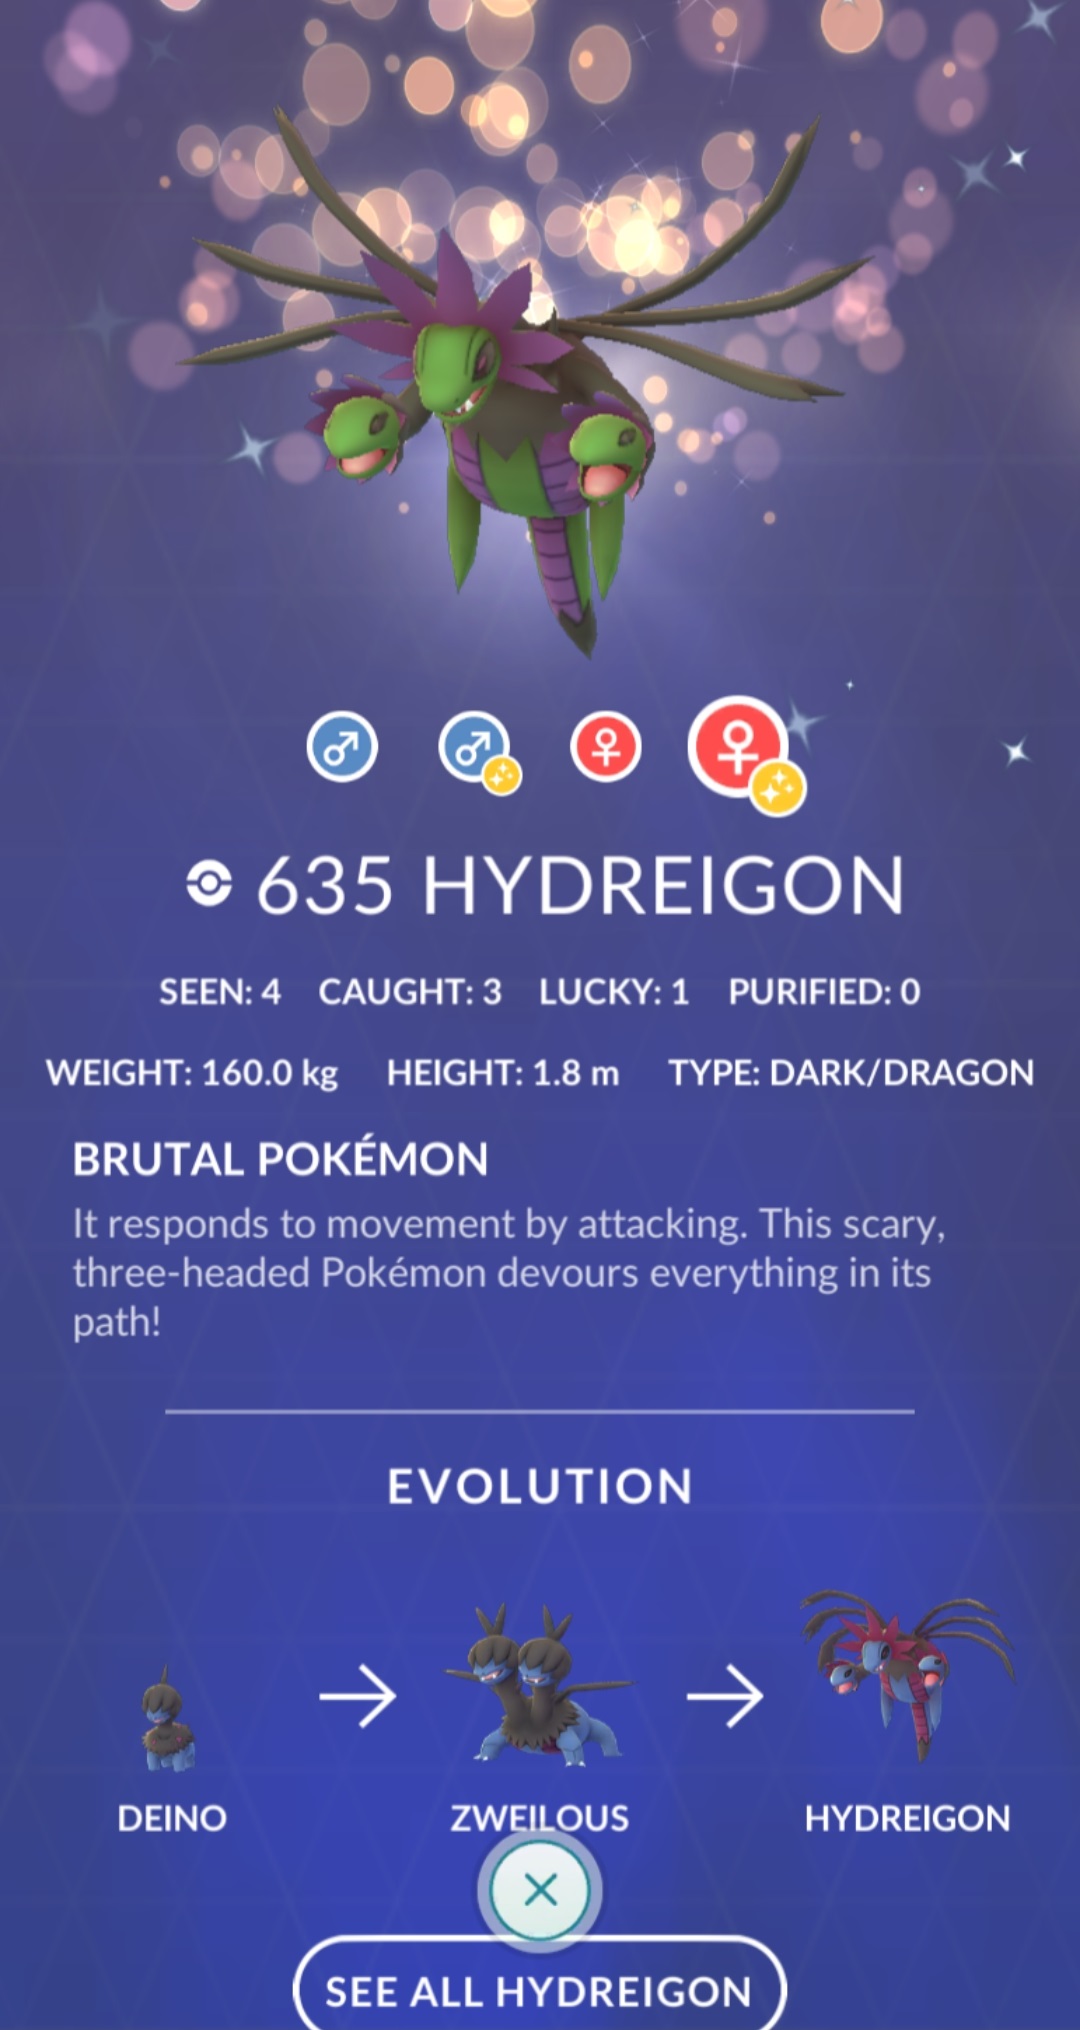 635 HYDREIGON
SEEN: 4 CAUGHT: 3 LUCKY: 1 PURIFIED: 0
WEIGHT: 160.0 kg HEIGHT: 1.8 m TYPE: DARK/DRAGON
BRUTAL POKÉMON
It responds to movement by attacking. This scary,
three-headed Pokémon devours everything in its
path!
EVOLUTION
DEINO ZWEILOUS HYDREIGON
SEE ALL HYDREIGON